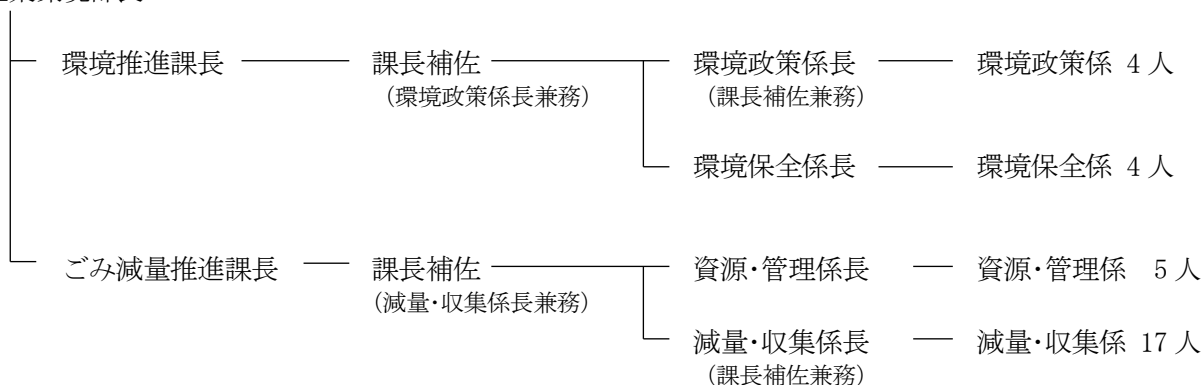 環境推進課長 課長補佐 環境政策係長 環境政策係 4人
(環境政策係長兼務) (課長補佐兼務)
環境保全係長 環境保全係 4人
ごみ減量推進課長 課長補佐 資源・管理係長 資源・管理係 5人
(減量・収集係長兼務)
減量・収集係長 減量・収集係 17人
(課長補佐兼務)